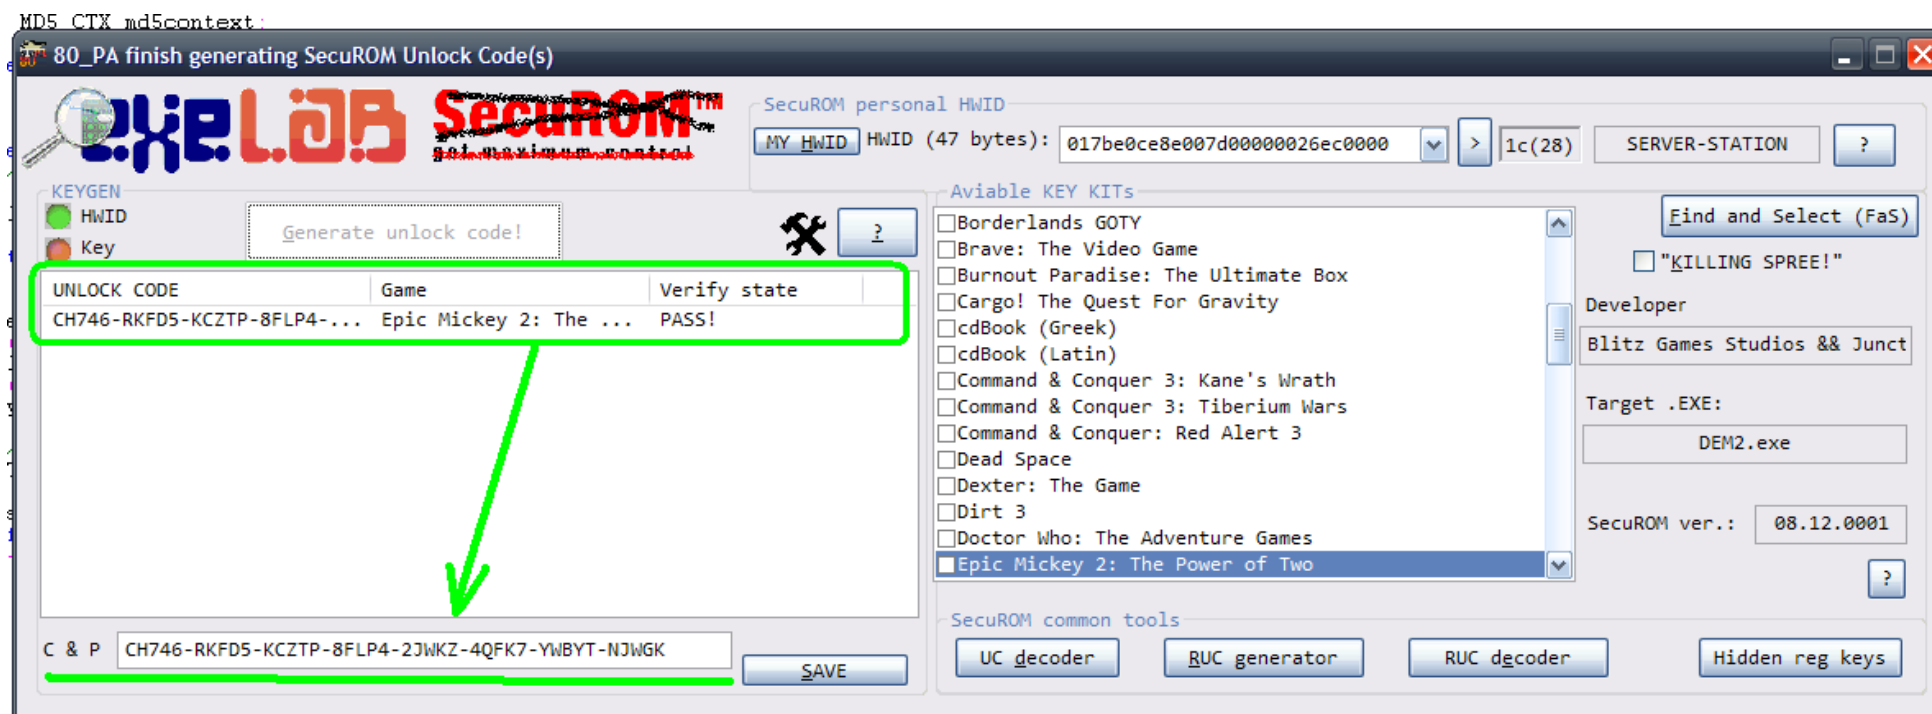 MD5_CTX md5context;
80_PA finish generating SecuROM Unlock Code(s)
exeLAB
SecuROM™
get maximum control
SecuROM personal HWID
MY HWID
HWID (47 bytes):
017be0ce8e007d00000026ec0000
>
1c(28)
SERVER-STATION
?
KEYGEN
HWID
Key
Generate unlock code!
?
UNLOCK CODE Game Verify state
CH746-RKFD5-KCZTP-8FLP4-... Epic Mickey 2: The ... PASS!
C & P
CH746-RKFD5-KCZTP-8FLP4-2JWKZ-4QFK7-YWBYT-NJWGK
SAVE
Aviable KEY KITs
Borderlands GOTY
Brave: The Video Game
Burnout Paradise: The Ultimate Box
Cargo! The Quest For Gravity
cdBook (Greek)
cdBook (Latin)
Command & Conquer 3: Kane's Wrath
Command & Conquer 3: Tiberium Wars
Command & Conquer: Red Alert 3
Dead Space
Dexter: The Game
Dirt 3
Doctor Who: The Adventure Games
Epic Mickey 2: The Power of Two
Find and Select (FaS)
"KILLING SPREE!"
Developer
Blitz Games Studios && Junct
Target .EXE:
DEM2.exe
SecuROM ver.:
08.12.0001
?
SecuROM common tools
UC decoder
RUC generator
RUC decoder
Hidden reg keys